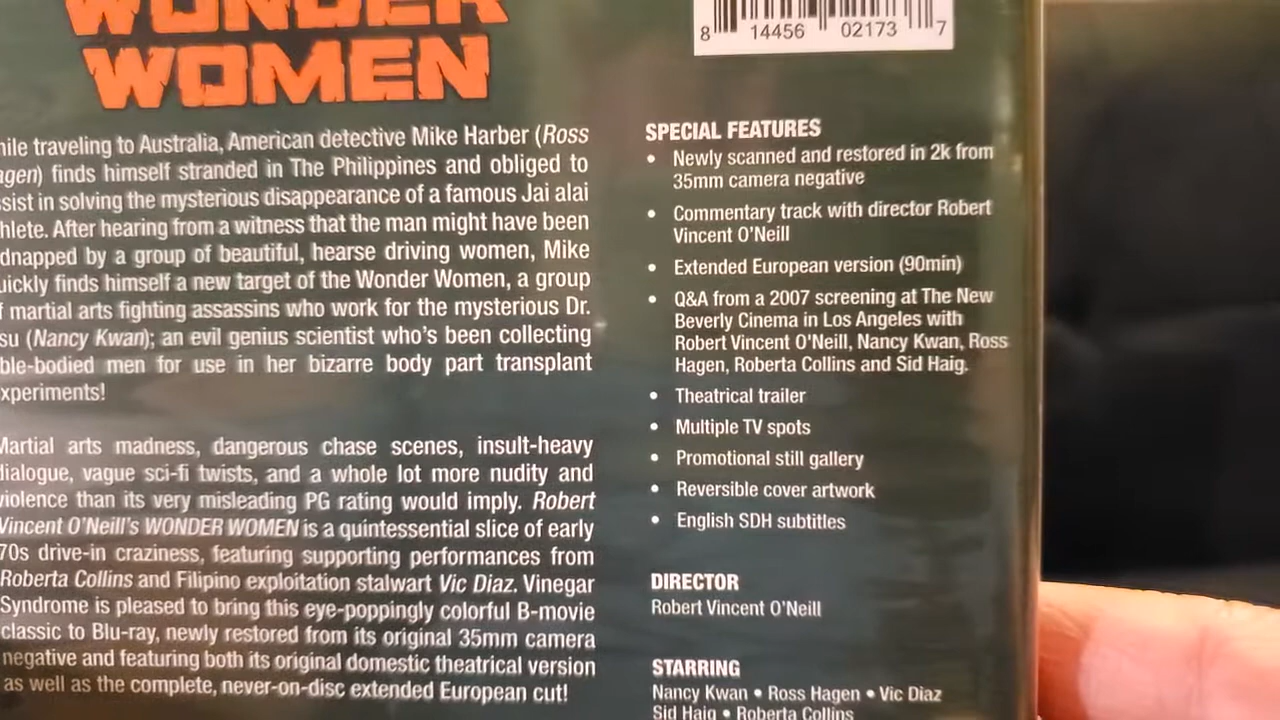 WONDER
WOMEN
traveling to Australia, American detective Mike Harber (Ross
finds himself stranded in The Philippines and obliged to
in solving the mysterious disappearance of a famous Jai alai
After hearing from a witness that the man might have been
by a group of beautiful, hearse driving women, Mike
finds himself a new target of the Wonder Women, a group
martial arts fighting assassins who work for the mysterious Dr.
(Nancy Kwan); an evil genius scientist who's been collecting
men for use in her bizarre body part transplant
Martial arts madness, dangerous chase scenes, insult-heavy
dialogue, vague sci-fi twists, and a whole lot more nudity and
violence than its very misleading PG rating would imply. Robert
Vincent O'Neill's WONDER WOMEN is a quintessential slice of early
70s drive-in craziness, featuring supporting performances from
Roberta Collins and Filipino exploitation stalwart Vic Diaz. Vinegar
Syndrome is pleased to bring this eye-poppingly colorful B-movie
classic to Blu-ray, newly restored from its original 35mm camera
negative and featuring both its original domestic theatrical version
as well as the complete, never-on-disc extended European cut!
8 14456 02173 7
SPECIAL FEATURES
• Newly scanned and restored in 2k from
35mm camera negative
• Commentary track with director Robert
Vincent O'Neill
• Extended European version (90min)
• Q&A from a 2007 screening at The New
Beverly Cinema in Los Angeles with
Robert Vincent O'Neill, Nancy Kwan, Ross
Hagen, Roberta Collins and Sid Haig.
• Theatrical trailer
• Multiple TV spots
• Promotional still gallery
• Reversible cover artwork
• English SDH subtitles
DIRECTOR
Robert Vincent O'Neill
STARRING
Nancy Kwan • Ross Hagen • Vic Diaz
Sid Haig • Roberta Collins